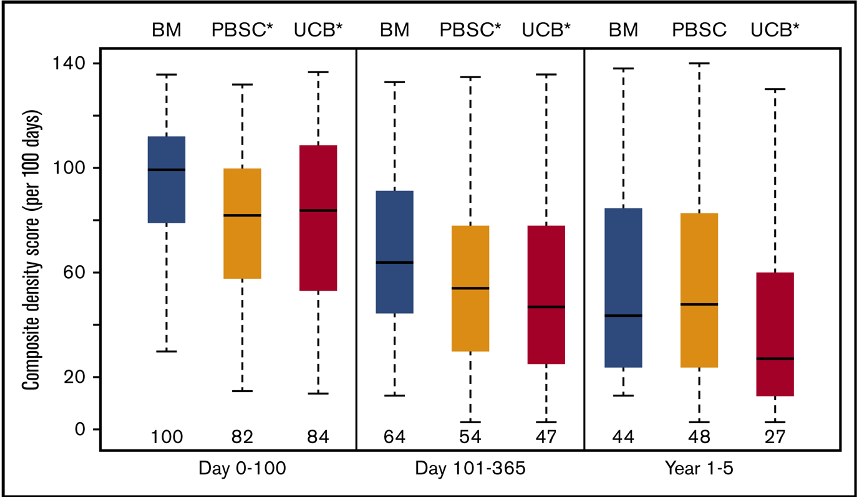 BM PBSC* UCB* BM PBSC* UCB* BM PBSC UCB*
Composite density score (per 100 days)
140
100
60
20
0
100 82 84 64 54 47 44 48 27
Day 0-100 Day 101-365 Year 1-5